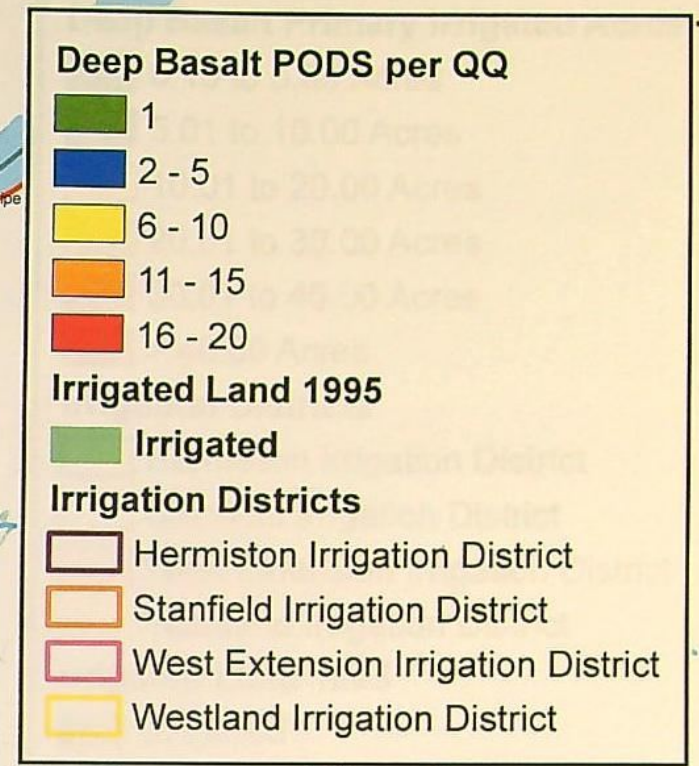 Deep Basalt PODS per QQ
1
2 - 5
6 - 10
11 - 15
16 - 20
Irrigated Land 1995
Irrigated
Irrigation Districts
Hermiston Irrigation District
Stanfield Irrigation District
West Extension Irrigation District
Westland Irrigation District